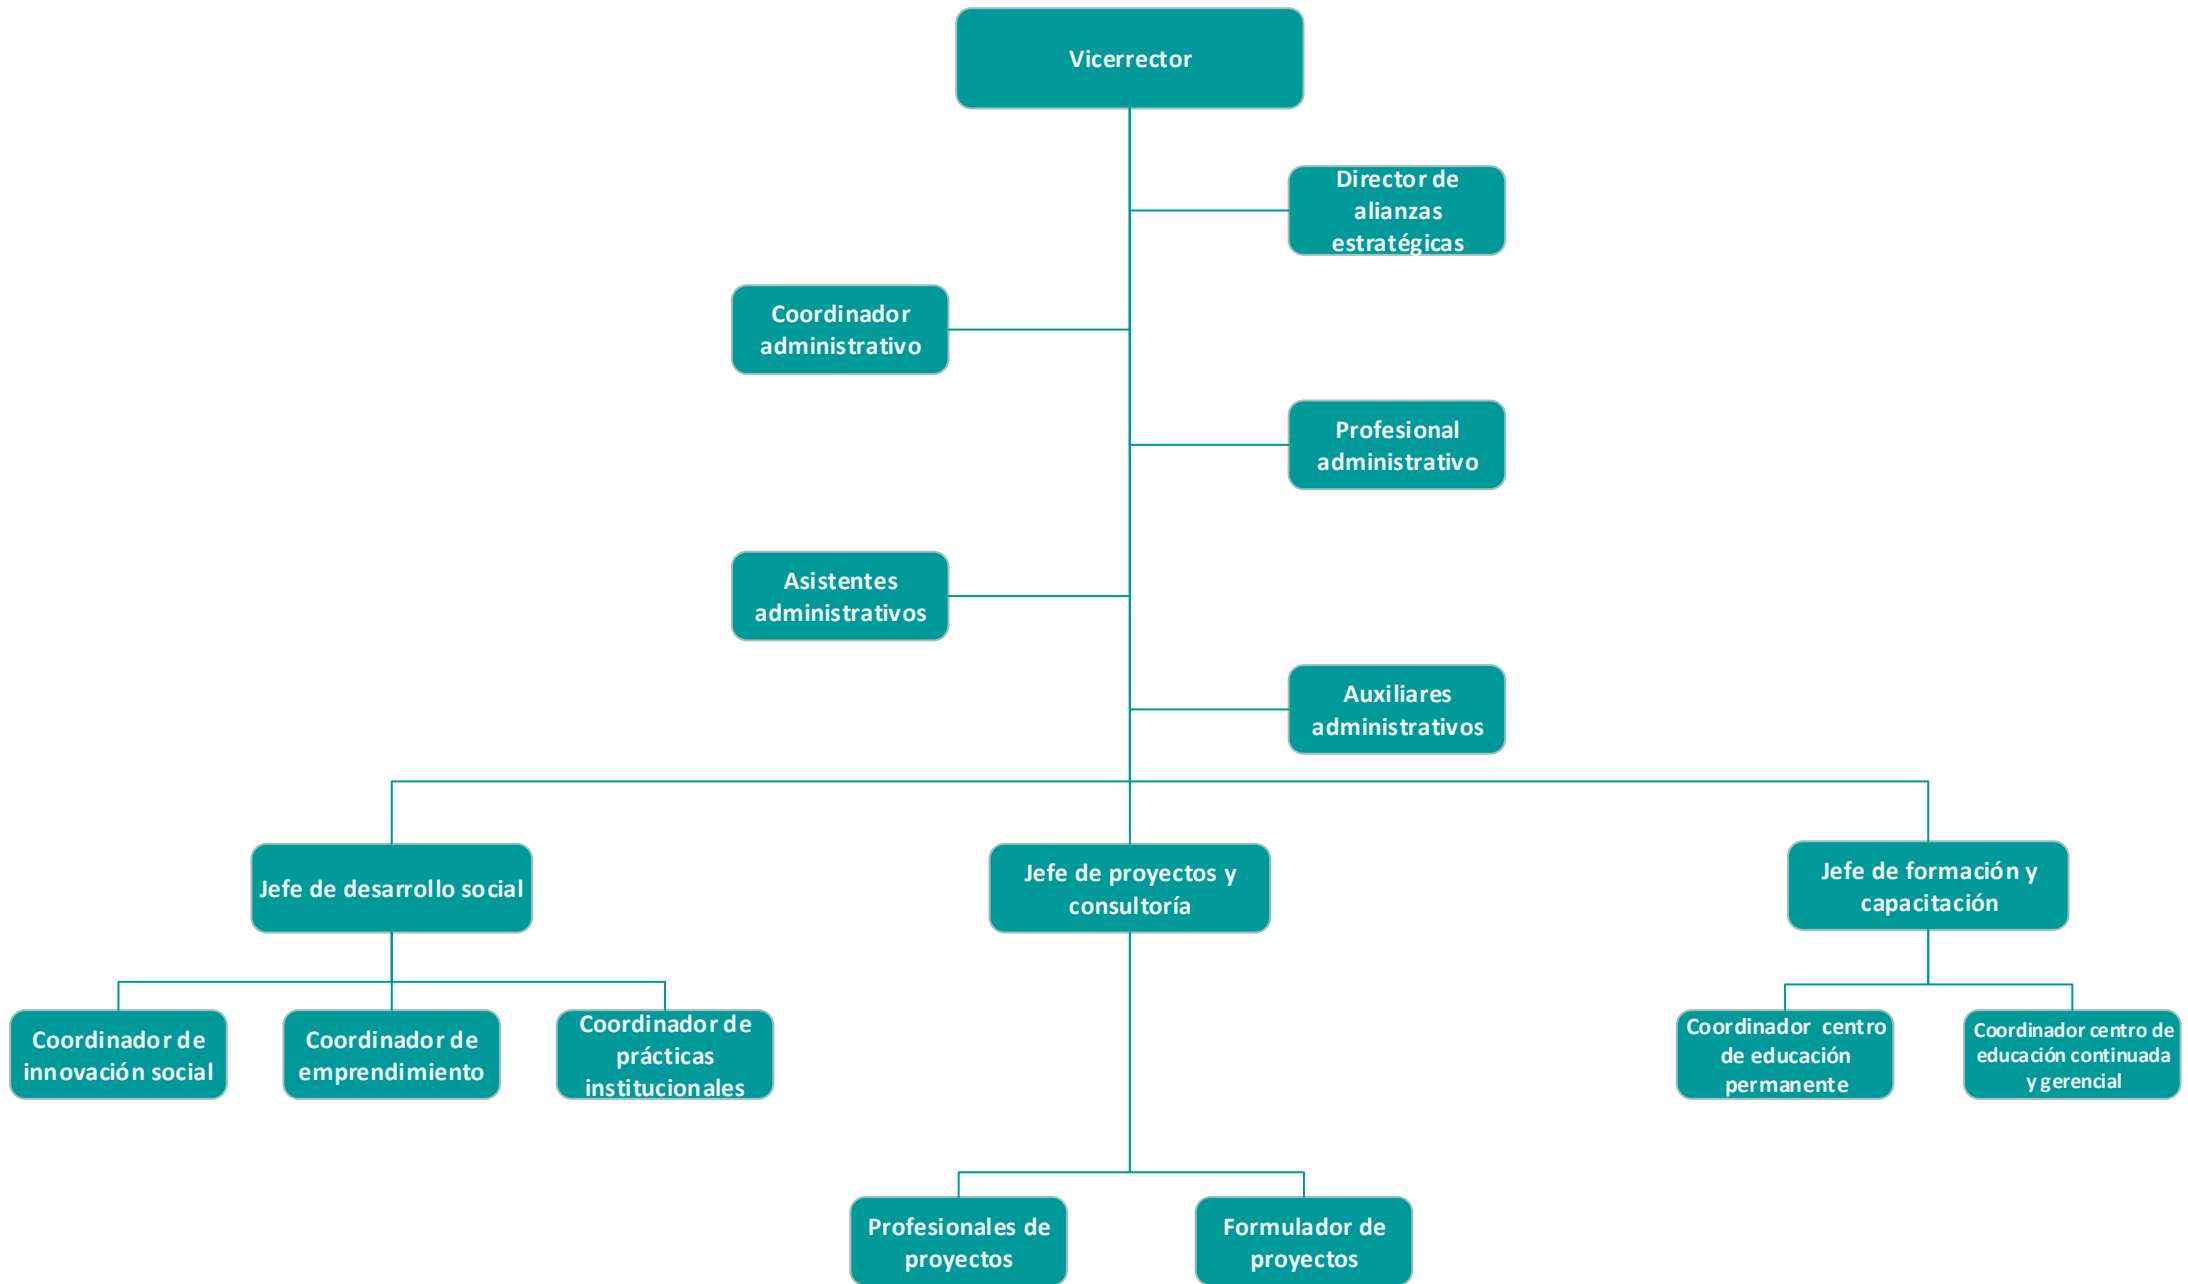 Vicerrector
Director de
alianzas
estratégicas
Coordinador
administrativo
Profesional
administrativo
Asistentes
administrativos
Auxiliares
administrativos
Jefe de desarrollo social
Jefe de proyectos y
consultoría
Jefe de formación y
capacitación
Coordinador de
innovación social
Coordinador de
emprendimiento
Coordinador de
prácticas
institucionales
Coordinador centro
de educación
permanente
Coordinador centro de
educación continuada
y gerencial
Profesionales de
proyectos
Formulador de
proyectos